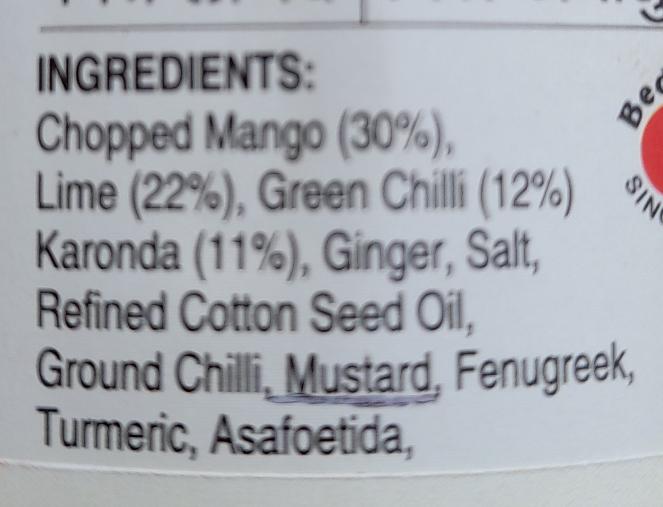 INGREDIENTS:
Chopped Mango (30%),
Lime (22%), Green Chilli (12%)
Karonda (11%), Ginger, Salt,
Refined Cotton Seed Oil,
Ground Chilli, Mustard, Fenugreek,
Turmeric, Asafoetida,